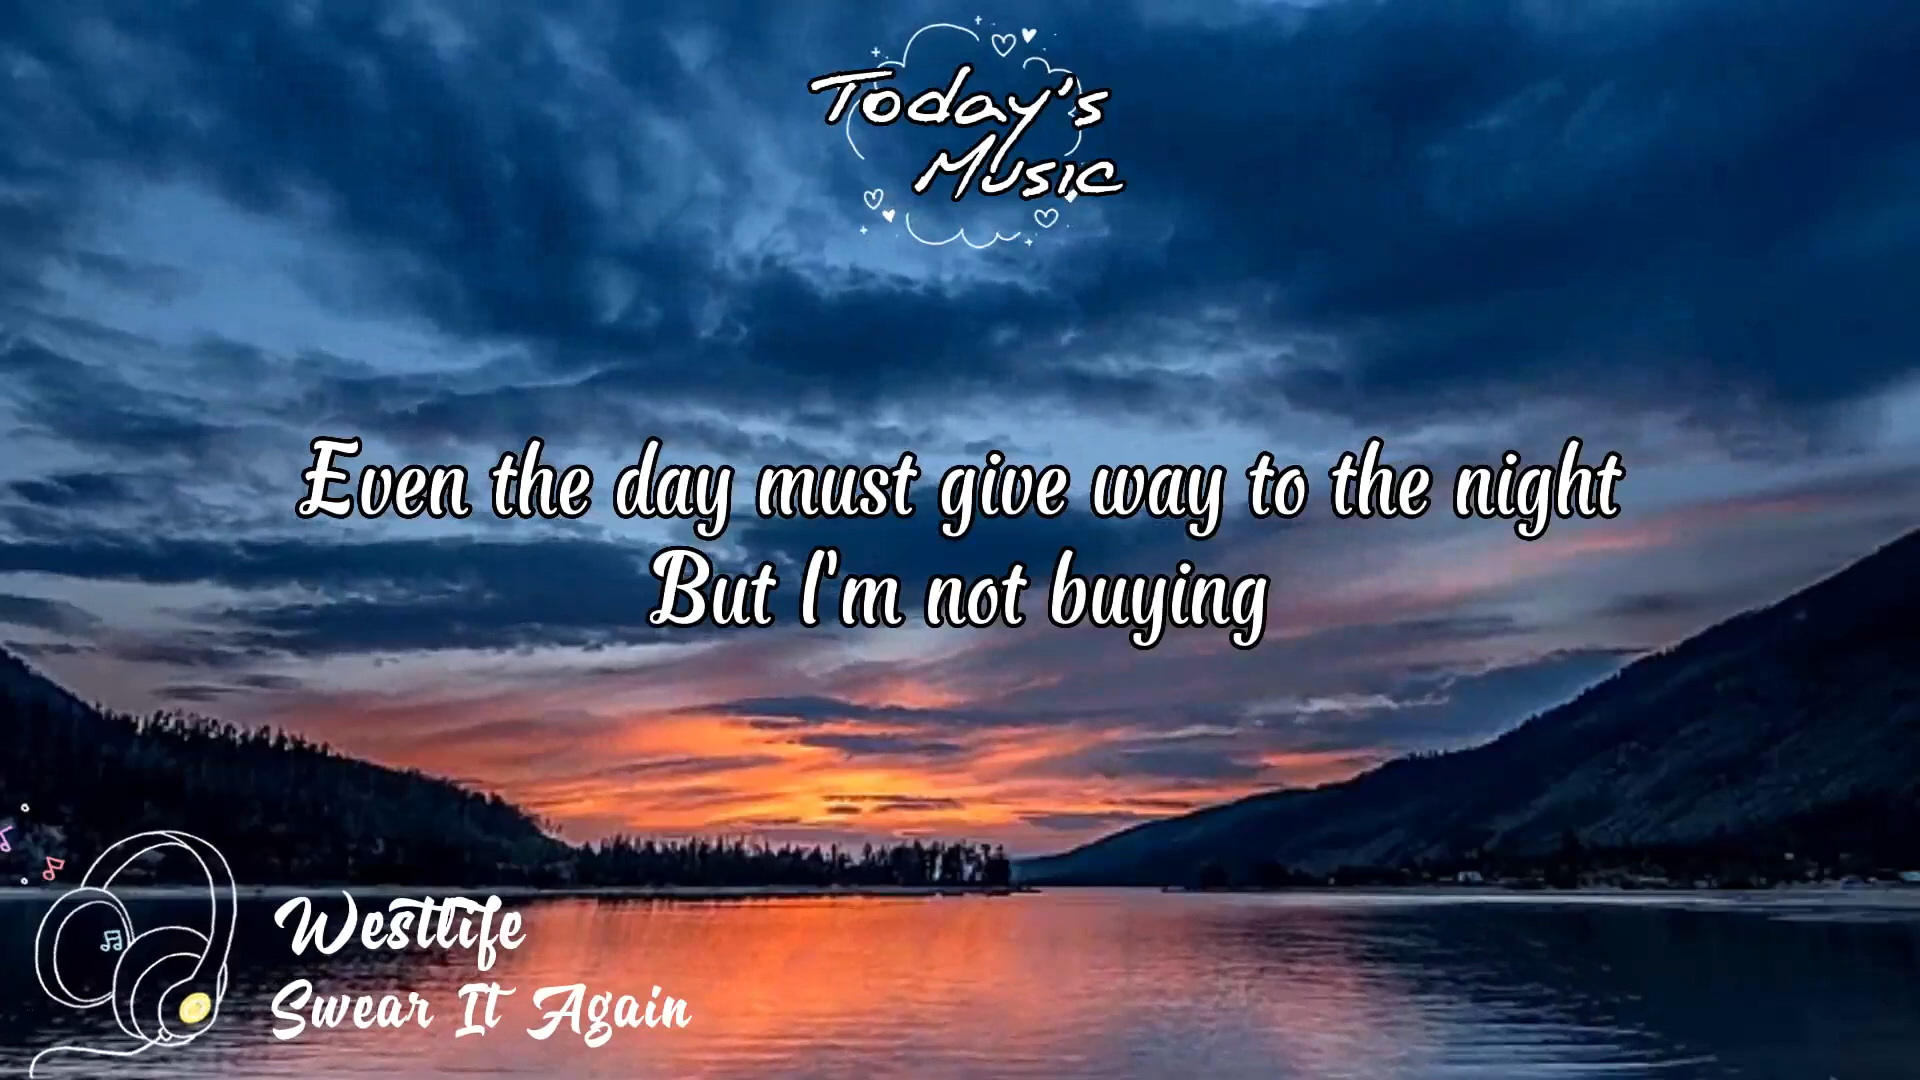 Today's
Music
Even the day must give way to the night
But I'm not buying
Westlife
Swear It Again